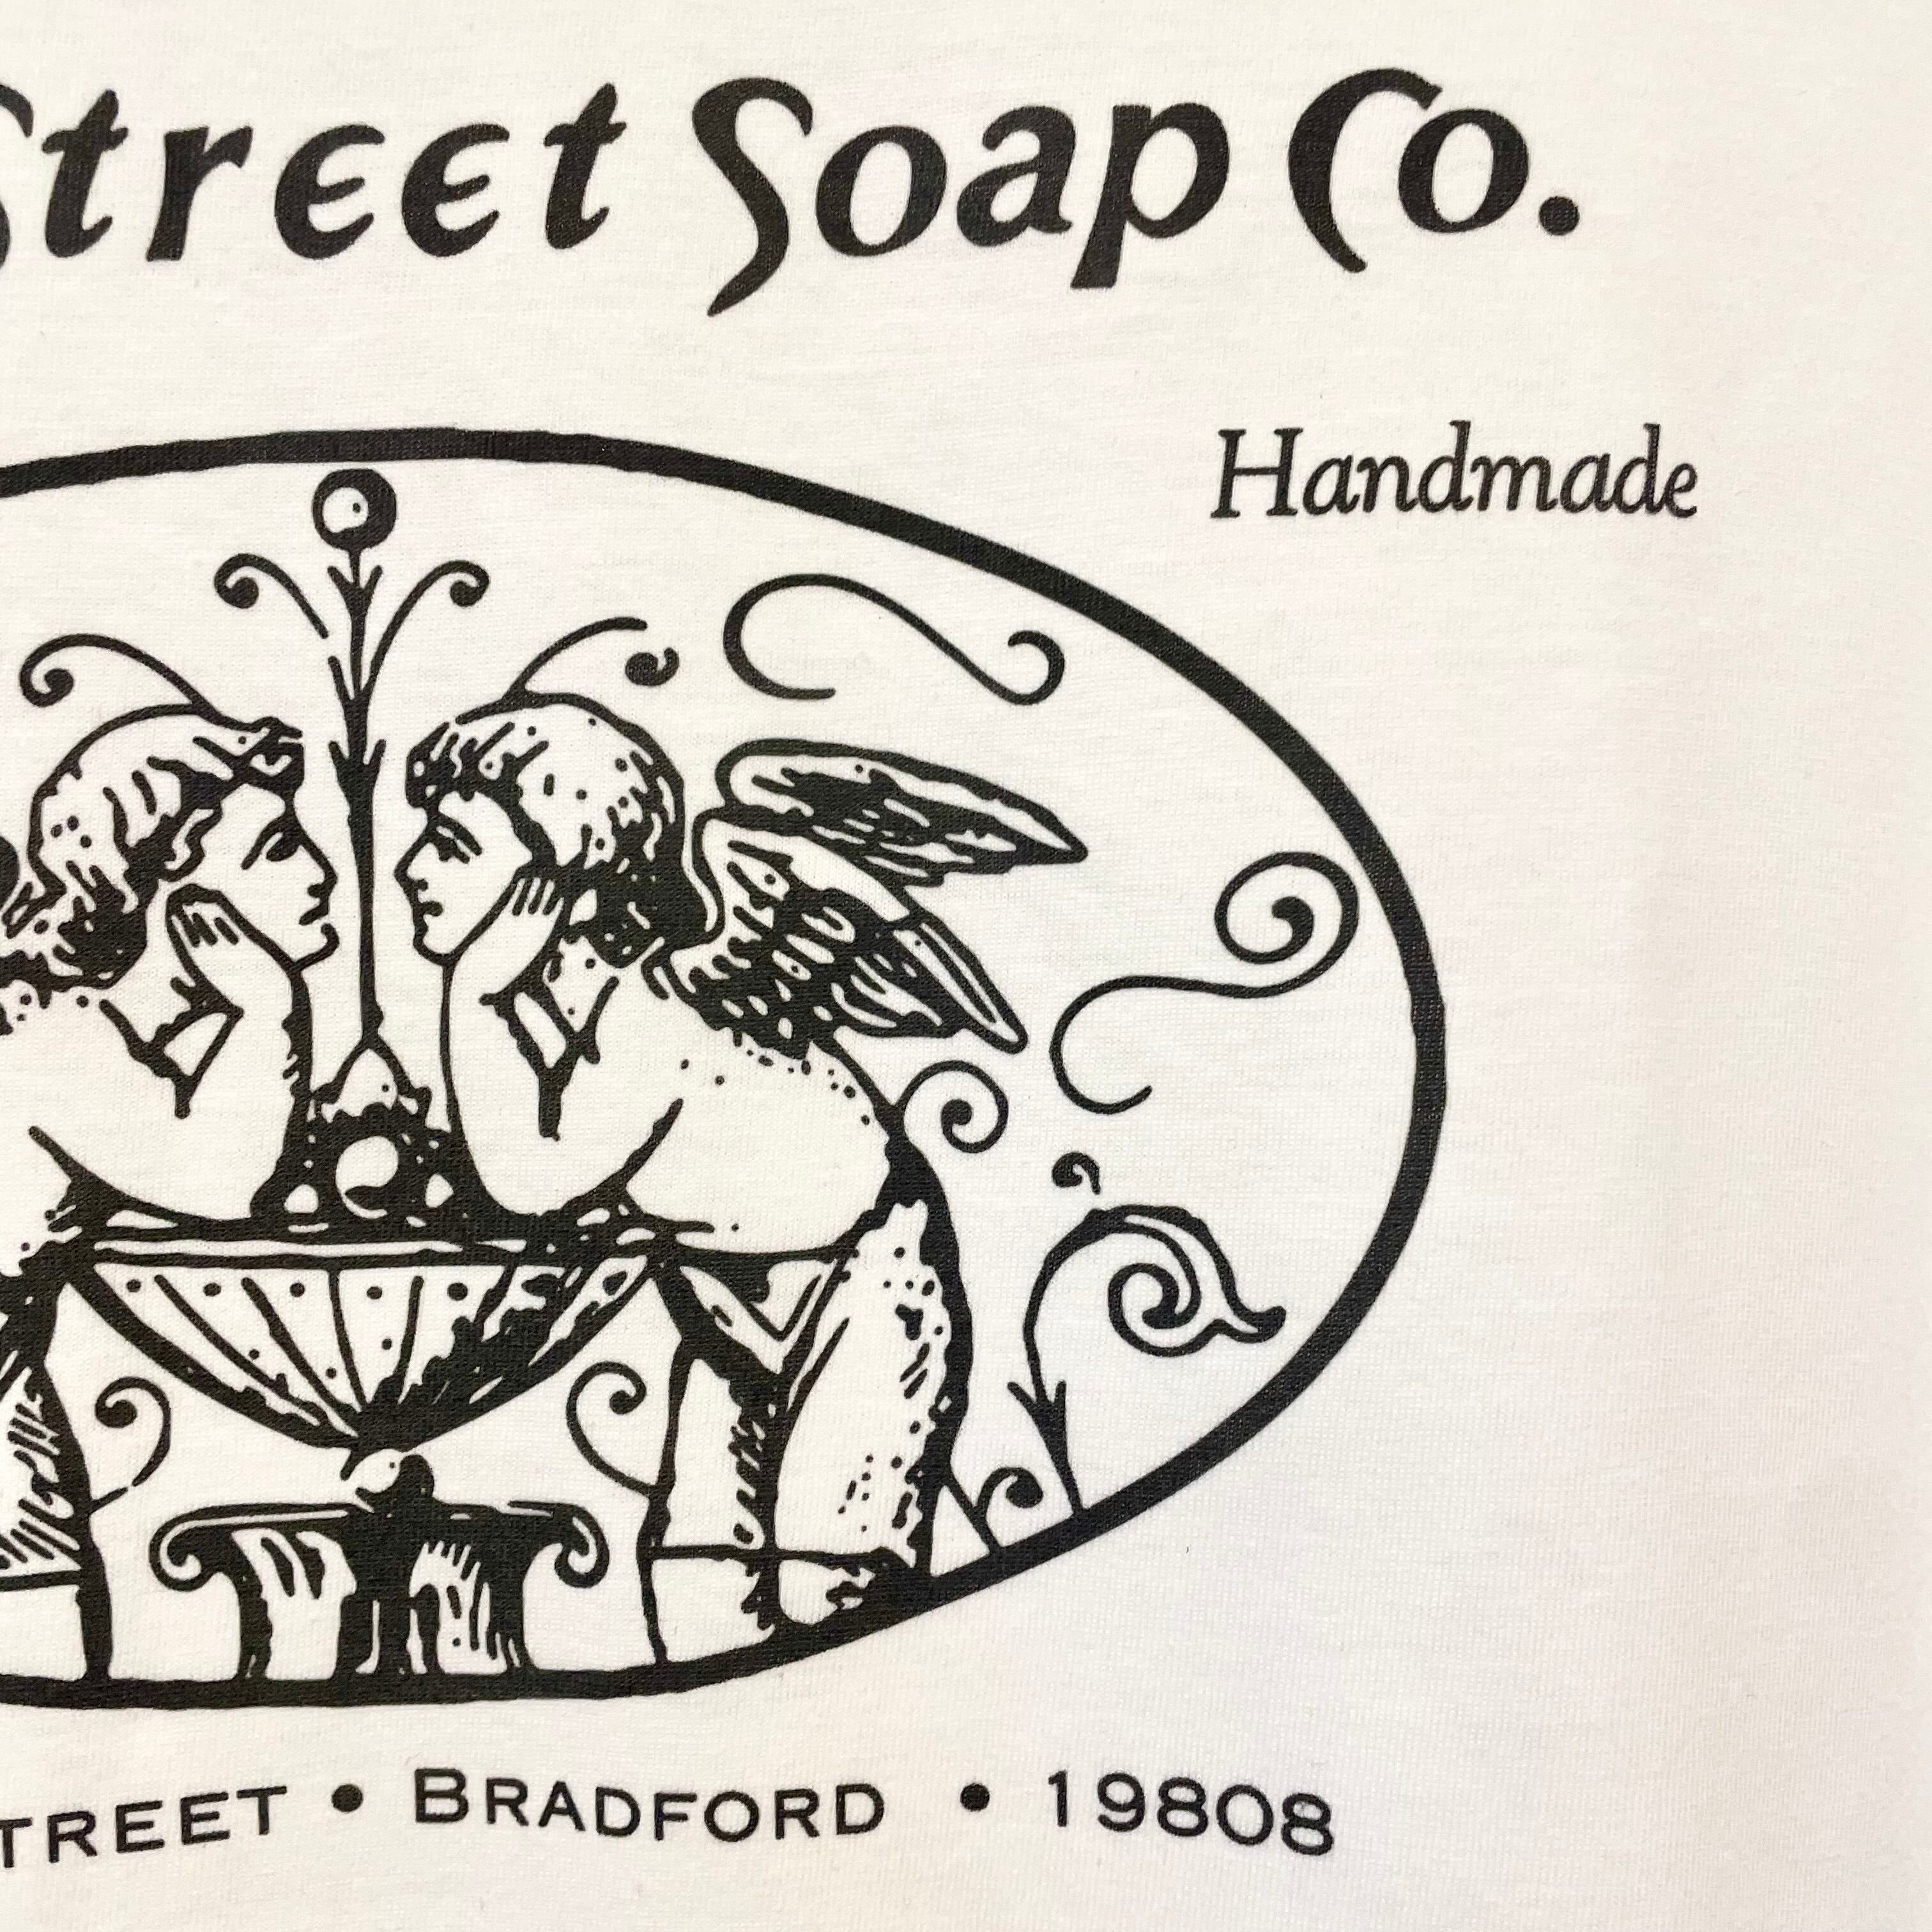 Street Soap Co.
Handmade
TREET • BRADFORD • 19808